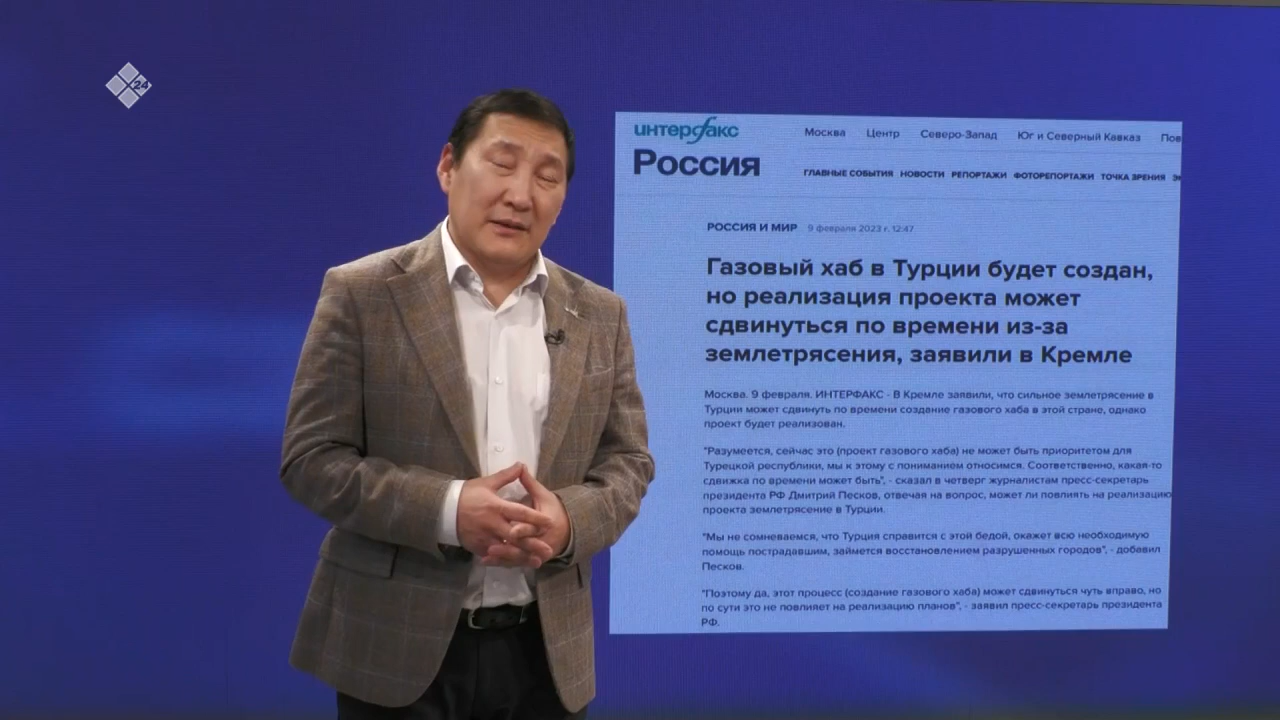 24
интерфакс
Россия
Москва Центр Северо-Запад Юг и Северный Кавказ Пов
ГЛАВНЫЕ СОБЫТИЯ НОВОСТИ РЕПОРТАЖИ ФОТОРЕПОРТАЖИ ТОЧКА ЗРЕНИЯ
РОССИЯ И МИР 9 февраля 2023 г. 12:47
Газовый хаб в Турции будет создан,
но реализация проекта может
сдвинуться по времени из-за
землетрясения, заявили в Кремле
Москва. 9 февраля. ИНТЕРФАКС - В Кремле заявили, что сильное землетрясение в
Турции может сдвинуть по времени создание газового хаба в этой стране, однако
проект будет реализован.
"Разумеется, сейчас это (проект газового хаба) не может быть приоритетом для
Турецкой республики, мы к этому с пониманием относимся. Соответственно, какая-то
сдвижка по времени может быть", - сказал в четверг журналистам пресс-секретарь
президента РФ Дмитрий Песков, отвечая на вопрос, может ли повлиять на реализацию
проекта землетрясение в Турции.
"Мы не сомневаемся, что Турция справится с этой бедой, окажет всю необходимую
помощь пострадавшим, займется восстановлением разрушенных городов", - добавил
Песков.
"Поэтому да, этот процесс (создание газового хаба) может сдвинуться чуть вправо, но
по сути это не повлияет на реализацию планов", - заявил пресс-секретарь президента
РФ.